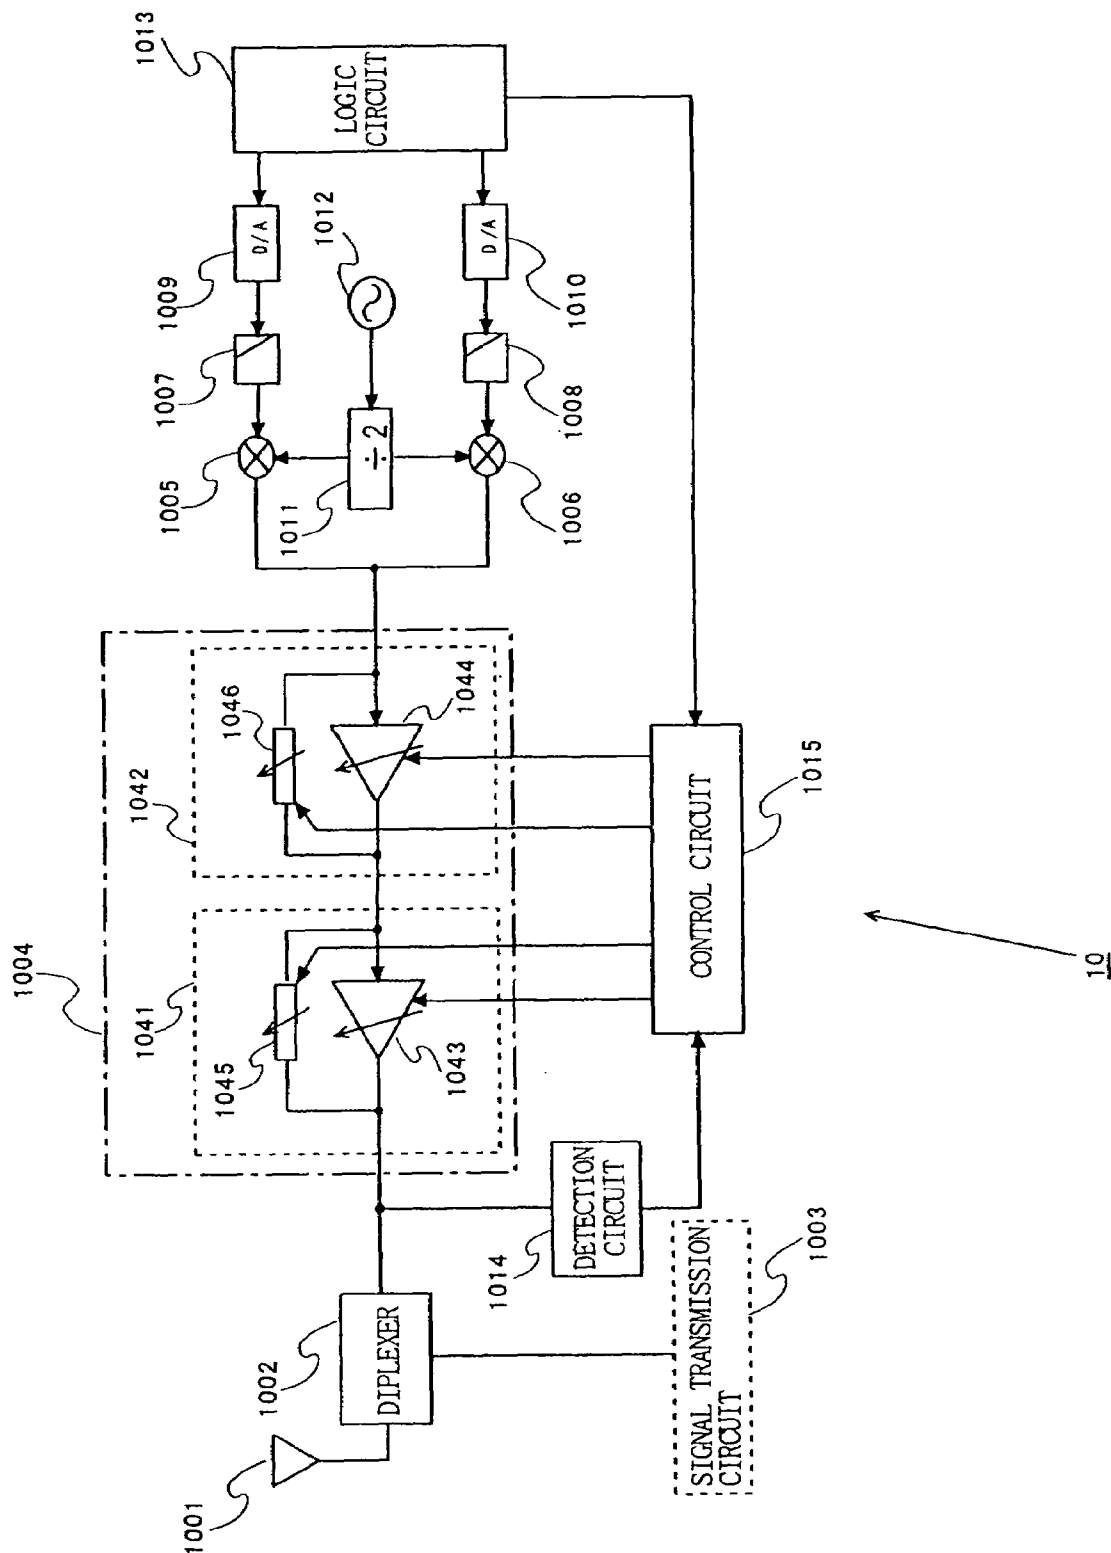 1013
LOGIC
CIRCUIT
D/A
1009
1012
D/A
1010
1007
1008
1005
÷2
1011
1006
1004
1042
1046
1044
1041
1045
1043
CONTROL CIRCUIT
1015
DETECTION
CIRCUIT
1014
DIPLEXER
1002
1001
SIGNAL TRANSMISSION
CIRCUIT
1003
10